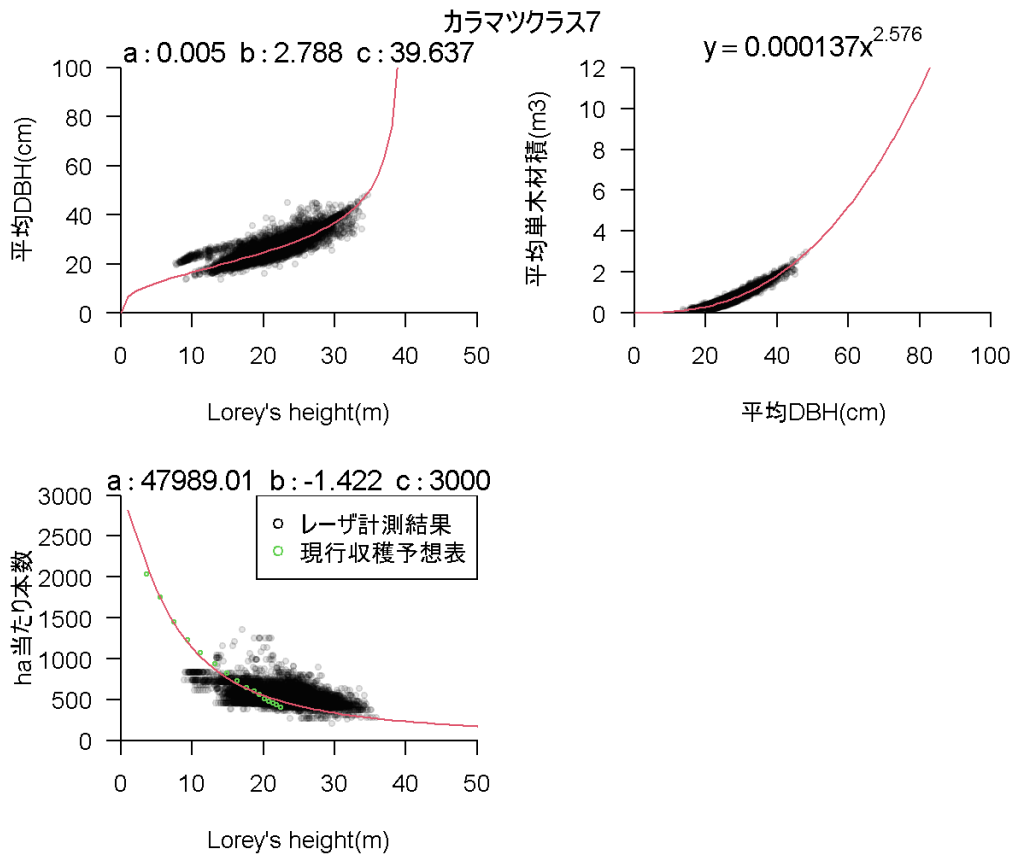 カラマツクラス7
a : 0.005 b : 2.788 c : 39.637
平均DBH(cm)
100
80
60
40
20
0
0 10 20 30 40 50
Lorey's height(m)
y = 0.000137x^2.576
平均単木材積(m3)
12
10
8
6
4
2
0
0 20 40 60 80 100
平均DBH(cm)
a : 47989.01 b : -1.422 c : 3000
ha当たり本数
3000
2500
2000
1500
1000
500
0
レーザ計測結果
現行収穫予想表
0 10 20 30 40 50
Lorey's height(m)